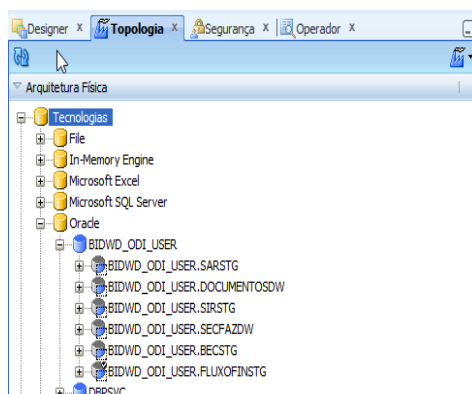 Designer x Topologia x Segurança x Operador x
Arquitetura Física
Tecnologias
File
In-Memory Engine
Microsoft Excel
Microsoft SQL Server
Oracle
BIDWD_ODI_USER
BIDWD_ODI_USER.SARSTG
BIDWD_ODI_USER.DOCUMENTOSDW
BIDWD_ODI_USER.SIRSTG
BIDWD_ODI_USER.SECFAZDW
BIDWD_ODI_USER.BECSTG
BIDWD_ODI_USER.FLUXOFINSTG